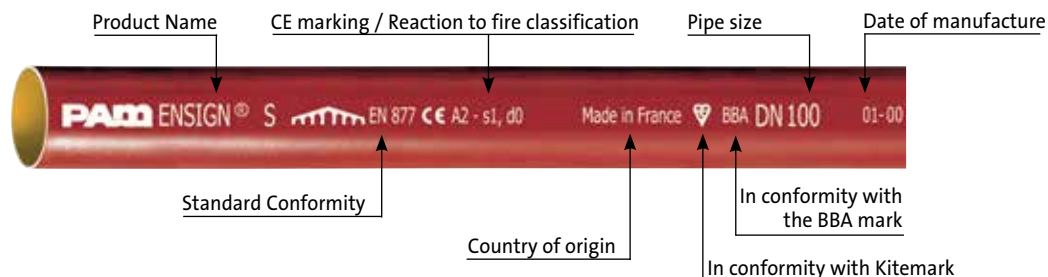 Product Name
CE marking / Reaction to fire classification
Pipe size
Date of manufacture
PAM ENSIGN® S EN 877 CE A2 - s1, d0 Made in France BBA DN 100 01-00
Standard Conformity
Country of origin
In conformity with
the BBA mark
In conformity with Kitemark